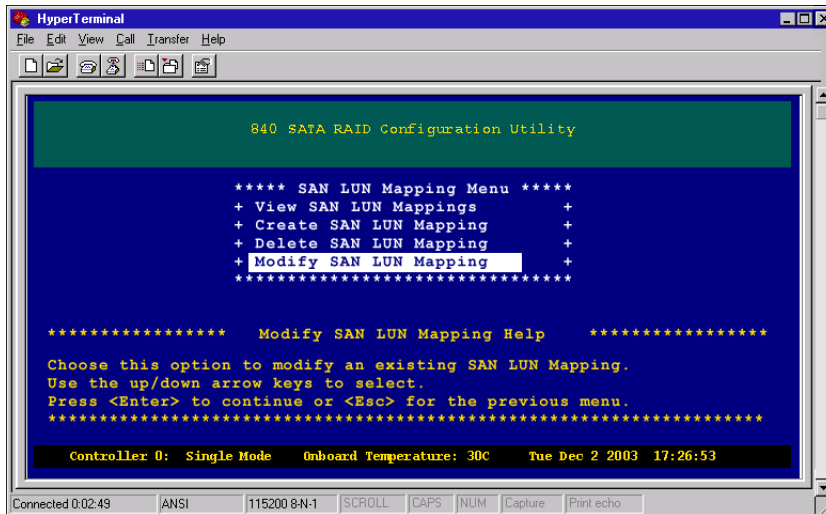 HyperTerminal
File Edit View Call Transfer Help
840 SATA RAID Configuration Utility
***** SAN LUN Mapping Menu *****
+ View SAN LUN Mappings +
+ Create SAN LUN Mapping +
+ Delete SAN LUN Mapping +
+ Modify SAN LUN Mapping +
********************************
***************** Modify SAN LUN Mapping Help *****************
Choose this option to modify an existing SAN LUN Mapping.
Use the up/down arrow keys to select.
Press <Enter> to continue or <Esc> for the previous menu.
********************************************************************
Controller 0: Single Mode Onboard Temperature: 30C Tue Dec 2 2003 17:26:53
Connected 0:02:49 ANSI 115200 8-N-1 SCROLL CAPS NUM Capture Print echo